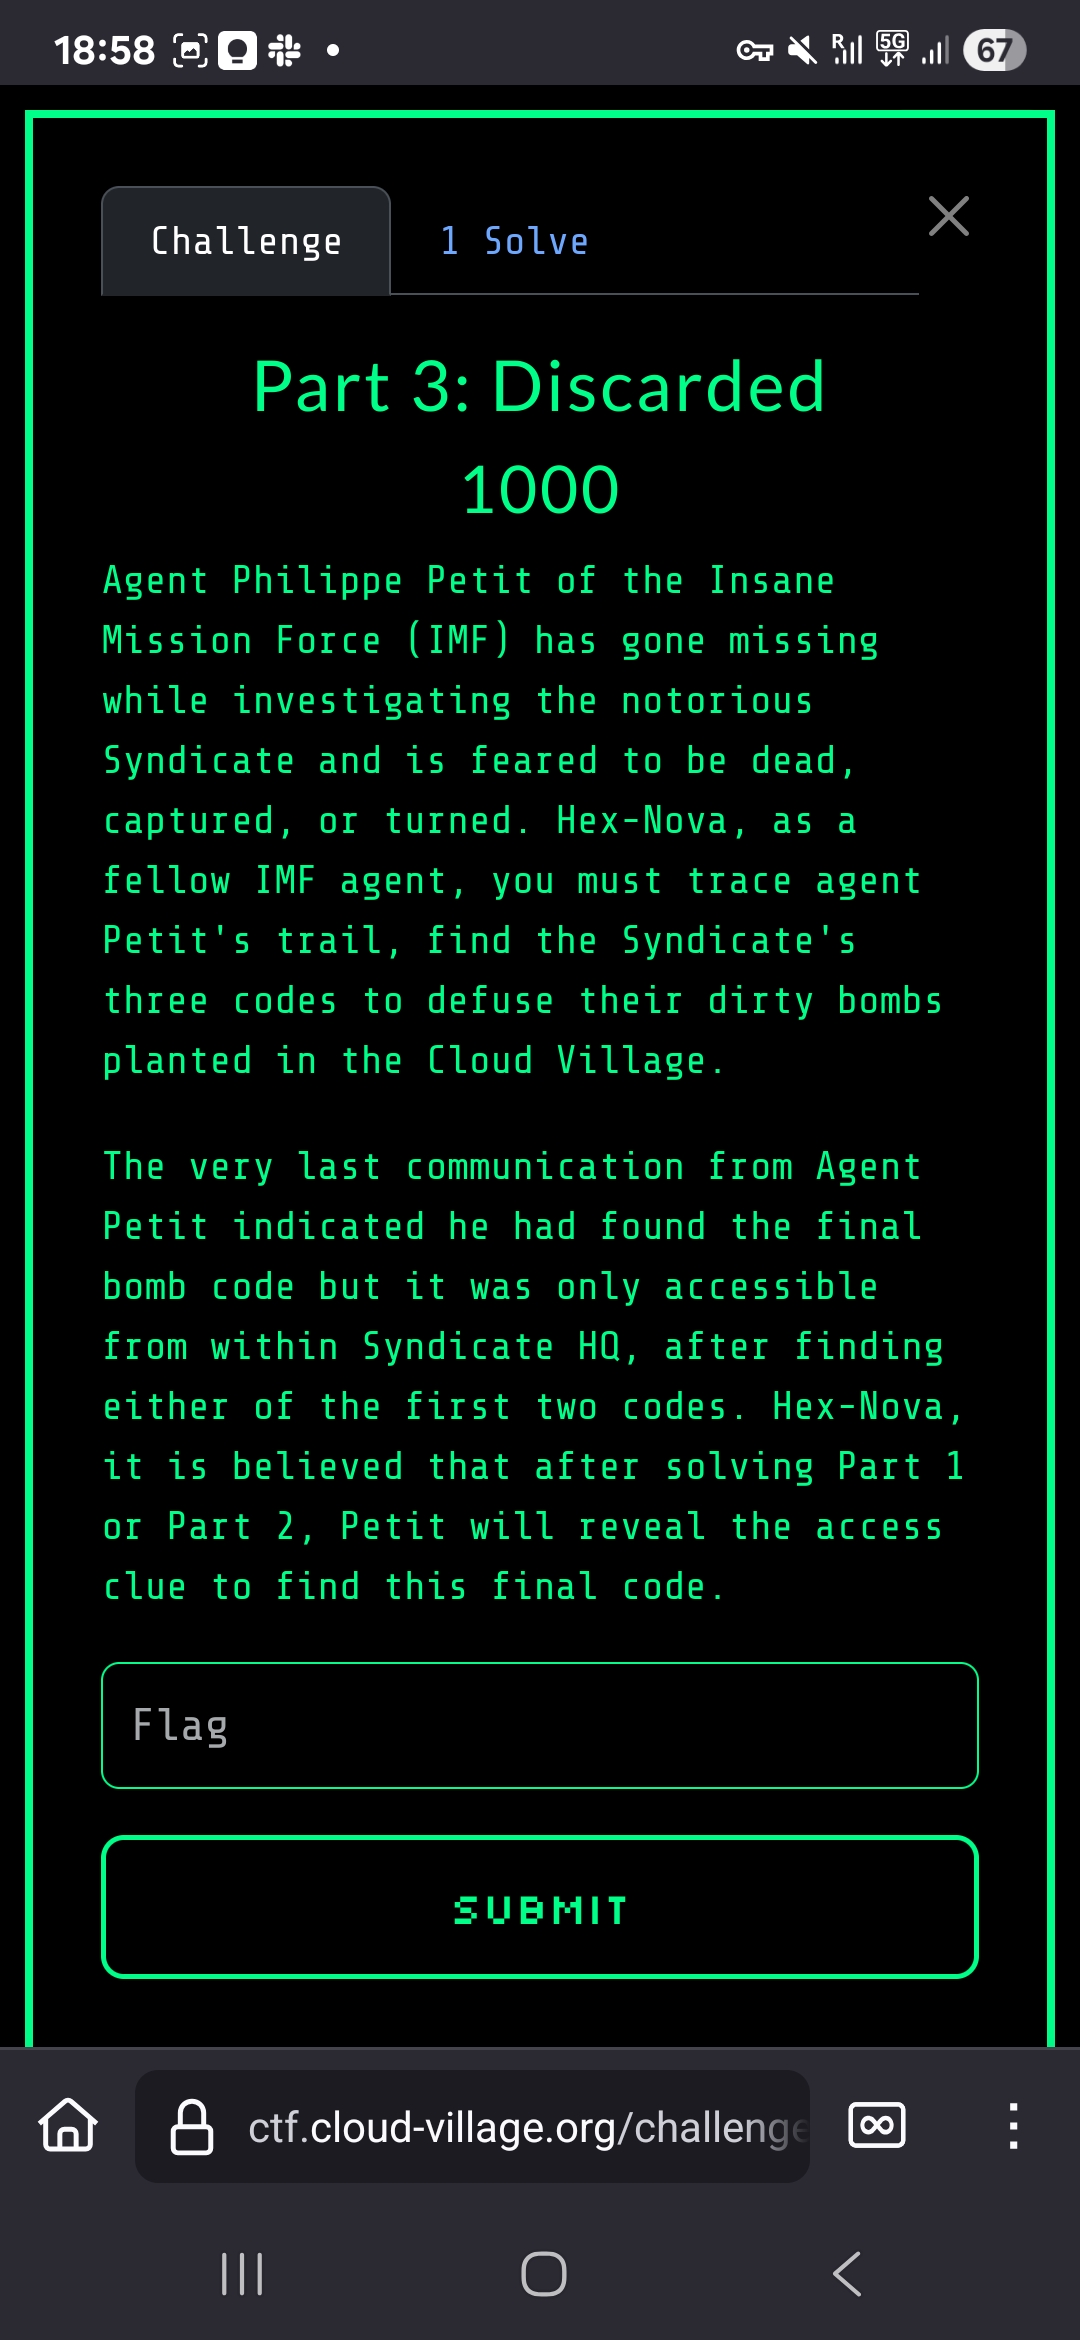 18:58
R
5G
67
Challenge
1 Solve
Part 3: Discarded
1000
Agent Philippe Petit of the Insane
Mission Force (IMF) has gone missing
while investigating the notorious
Syndicate and is feared to be dead,
captured, or turned. Hex-Nova, as a
fellow IMF agent, you must trace agent
Petit's trail, find the Syndicate's
three codes to defuse their dirty bombs
planted in the Cloud Village.
The very last communication from Agent
Petit indicated he had found the final
bomb code but it was only accessible
from within Syndicate HQ, after finding
either of the first two codes. Hex-Nova,
it is believed that after solving Part 1
or Part 2, Petit will reveal the access
clue to find this final code.
Flag
SUBMIT
ctf.cloud-village.org/challenge